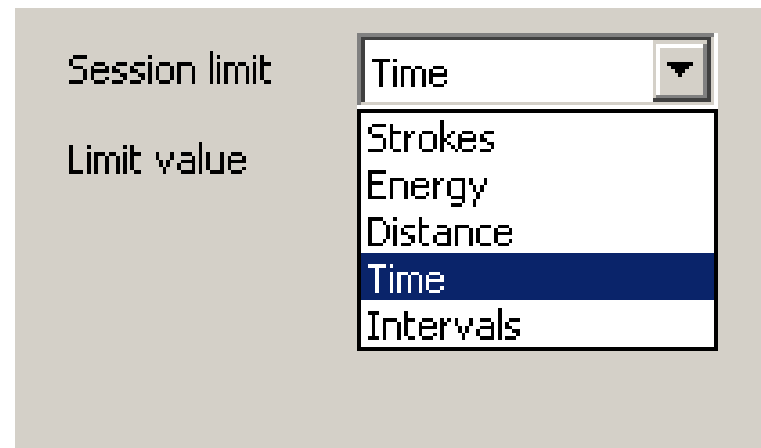 Session limit Time
Limit value
Strokes
Energy
Distance
Time
Intervals